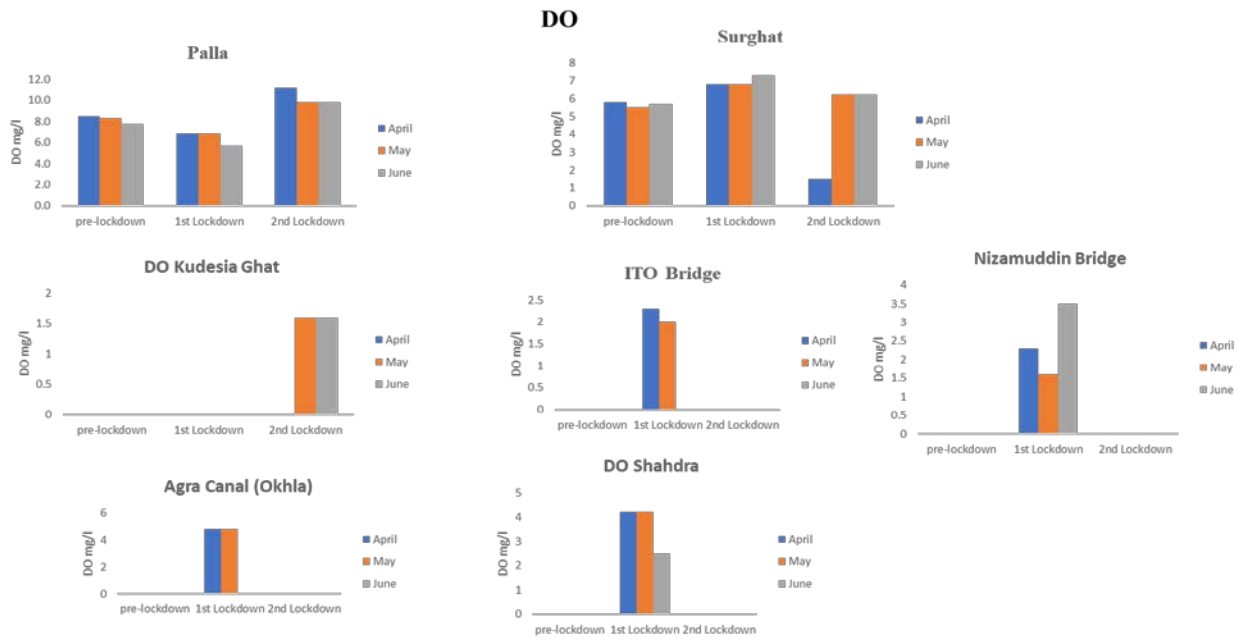 DO
Palla
12.0
10.0
8.0
6.0
4.0
2.0
0.0
DO mg/l
pre-lockdown 1st Lockdown 2nd Lockdown
April
May
June
Surghat
8
7
6
5
4
3
2
1
0
DO mg/l
pre-lockdown 1st Lockdown 2nd Lockdown
April
May
June
DO Kudesia Ghat
2
1.5
1
0.5
0
DO mg/l
pre-lockdown 1st Lockdown 2nd Lockdown
April
May
June
ITO Bridge
2.5
2
1.5
1
0.5
0
DO mg/l
pre-lockdown 1st Lockdown 2nd Lockdown
April
May
June
Nizamuddin Bridge
4
3.5
3
2.5
2
1.5
1
0.5
0
DO mg/l
pre-lockdown 1st Lockdown 2nd Lockdown
April
May
June
Agra Canal (Okhla)
6
4
2
0
DO mg/l
pre-lockdown 1st Lockdown 2nd Lockdown
April
May
June
DO Shahdra
5
4
3
2
1
0
DO mg/l
pre-lockdown 1st Lockdown 2nd Lockdown
April
May
June